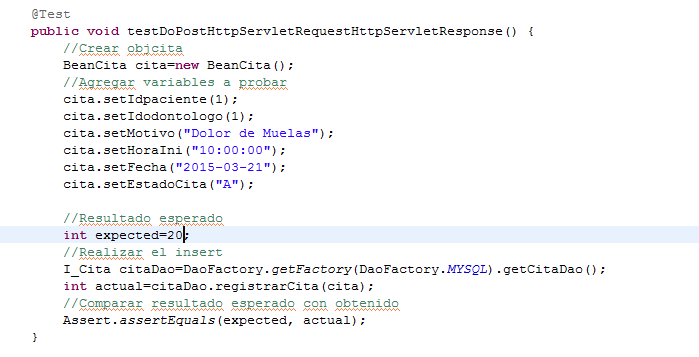 @Test
public void testDoPostHttpServletRequestHttpServletResponse() {
//Crear objcita
BeanCita cita=new BeanCita();
//Agregar variables a probar
cita.setIdpaciente(1);
cita.setIdodontologo(1);
cita.setMotivo("Dolor de Muelas");
cita.setHoraIni("10:00:00");
cita.setFecha("2015-03-21");
cita.setEstadoCita("A");
//Resultado esperado
int expected=20;
//Realizar el insert
I_Cita citaDao=DaoFactory.getFactory(DaoFactory.MYSQL).getCitaDao();
int actual=citaDao.registrarCita(cita);
//Comparar resultado esperado con obtenido
Assert.assertEquals(expected, actual);
}